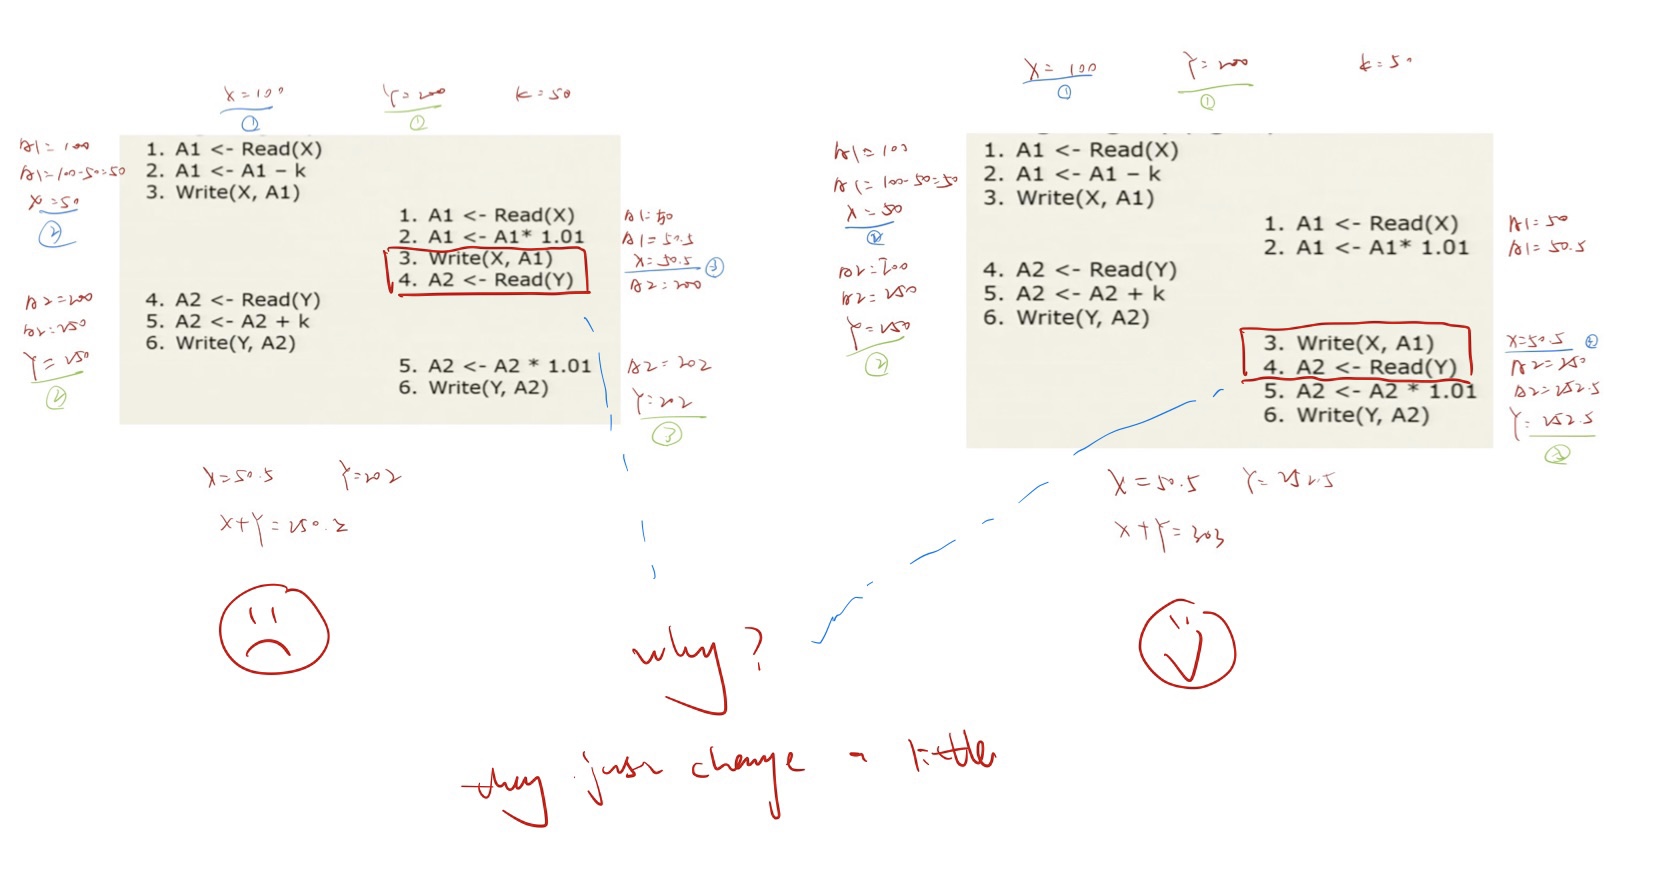 X=100 Y=200 k=50
① ①
A1=100
A1=100-50=50
X=50
②
1. A1 <- Read(X)
2. A1 <- A1 – k
3. Write(X, A1)
1. A1 <- Read(X)
2. A1 <- A1* 1.01
3. Write(X, A1)
4. A2 <- Read(Y)
A1=50
A1=50.5
X=50.5 ③
A2=200
A2=200
A2=250
Y=250
②
4. A2 <- Read(Y)
5. A2 <- A2 + k
6. Write(Y, A2)
5. A2 <- A2 * 1.01
6. Write(Y, A2)
A2=202
Y=202
③
X=50.5 Y=202
X+Y=250.2
X=100 Y=200 k=50
① ①
A1=100
A1=100-50=50
X=50
②
1. A1 <- Read(X)
2. A1 <- A1 – k
3. Write(X, A1)
1. A1 <- Read(X)
2. A1 <- A1* 1.01
A1=50
A1=50.5
A2=200
A2=250
Y=250
②
4. A2 <- Read(Y)
5. A2 <- A2 + k
6. Write(Y, A2)
3. Write(X, A1)
4. A2 <- Read(Y)
5. A2 <- A2 * 1.01
6. Write(Y, A2)
X=50.5
A2=250
A2=252.5
Y=252.5
X=50.5 Y=252.5
X+Y=303
why?
they just change a little